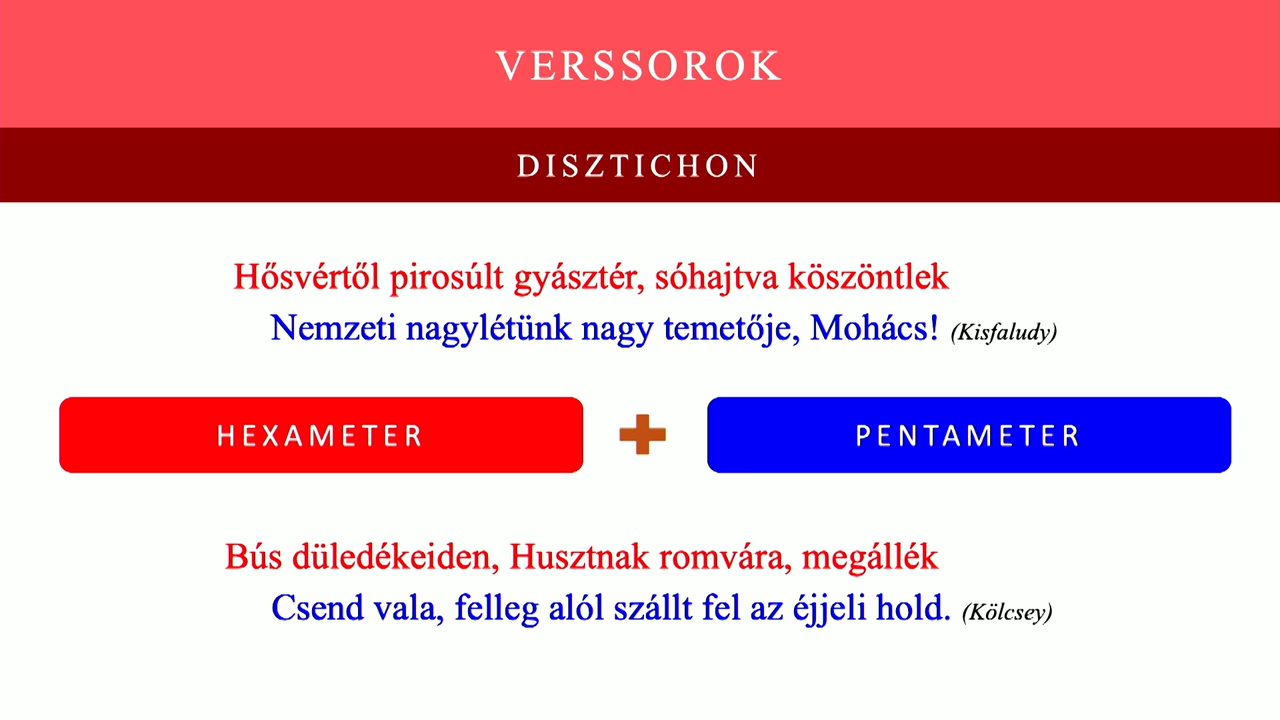 VERSSOROK
DISZTICHON
Hősvértől pirosúlt gyásztér, sóhajtva köszöntlek
Nemzeti nagylétünk nagy temetője, Mohács! (Kisfaludy)
HEXAMETER
PENTAMETER
Bús düledékeiden, Husztnak romvára, megállék
Csend vala, felleg alól szállt fel az éjjeli hold. (Kölcsey)